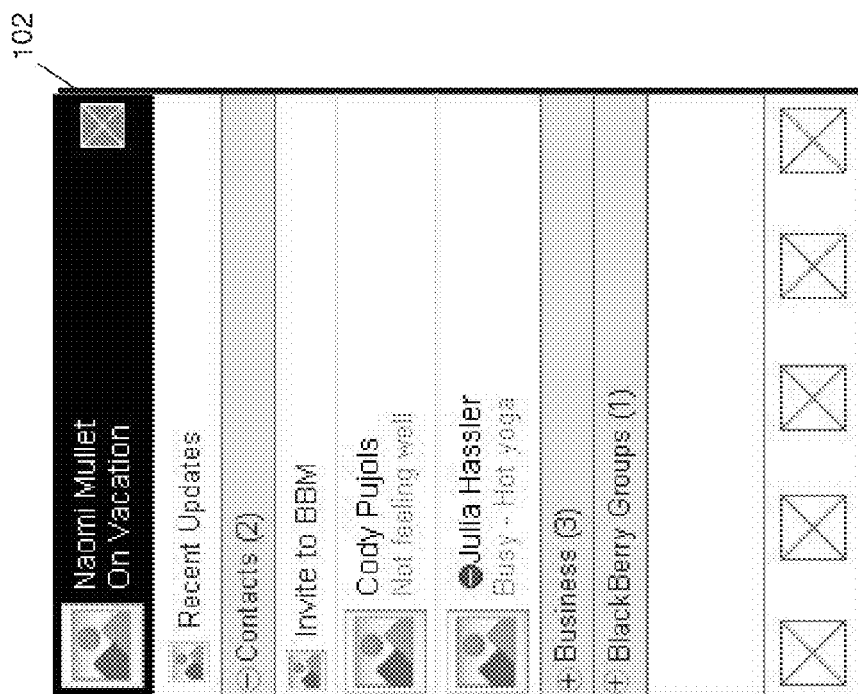 102
Naomi Mullet
On Vacation
Recent Updates
− Contacts (2)
Invite to BBM
Cody Pujols
Not feeling well
Julia Hassler
Busy - Hot yoga
+ Business (3)
+ BlackBerry Groups (1)